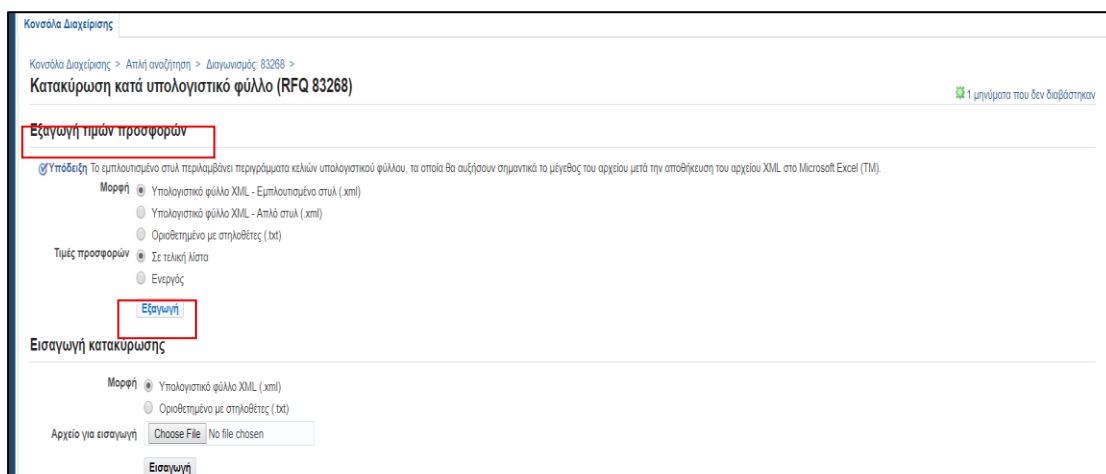 Κονσόλα Διαχείρισης
Κονσόλα Διαχείρισης > Απλή αναζήτηση > Διαγωνισμός: 83268 >
Κατακύρωση κατά υπολογιστικό φύλλο (RFQ 83268)
1 μηνύματα που δεν διαβάστηκαν
Εξαγωγή τιμών προσφορών
Υπόδειξη Το εμπλουτισμένο στυλ περιλαμβάνει περιγράμματα κελιών υπολογιστικού φύλλου, τα οποία θα αυξήσουν σημαντικά το μέγεθος του αρχείου μετά την αποθήκευση του αρχείου XML στο Microsoft Excel (TM).
Μορφή Υπολογιστικό φύλλο XML - Εμπλουτισμένο στυλ (.xml)
Υπολογιστικό φύλλο XML - Απλό στυλ (.xml)
Οριοθετημένο με στηλοθέτες (.txt)
Τιμές προσφορών Σε τελική λίστα
Ενεργός
Εξαγωγή
Εισαγωγή κατακύρωσης
Μορφή Υπολογιστικό φύλλο XML (.xml)
Οριοθετημένο με στηλοθέτες (.txt)
Αρχείο για εισαγωγή Choose File No file chosen
Εισαγωγή